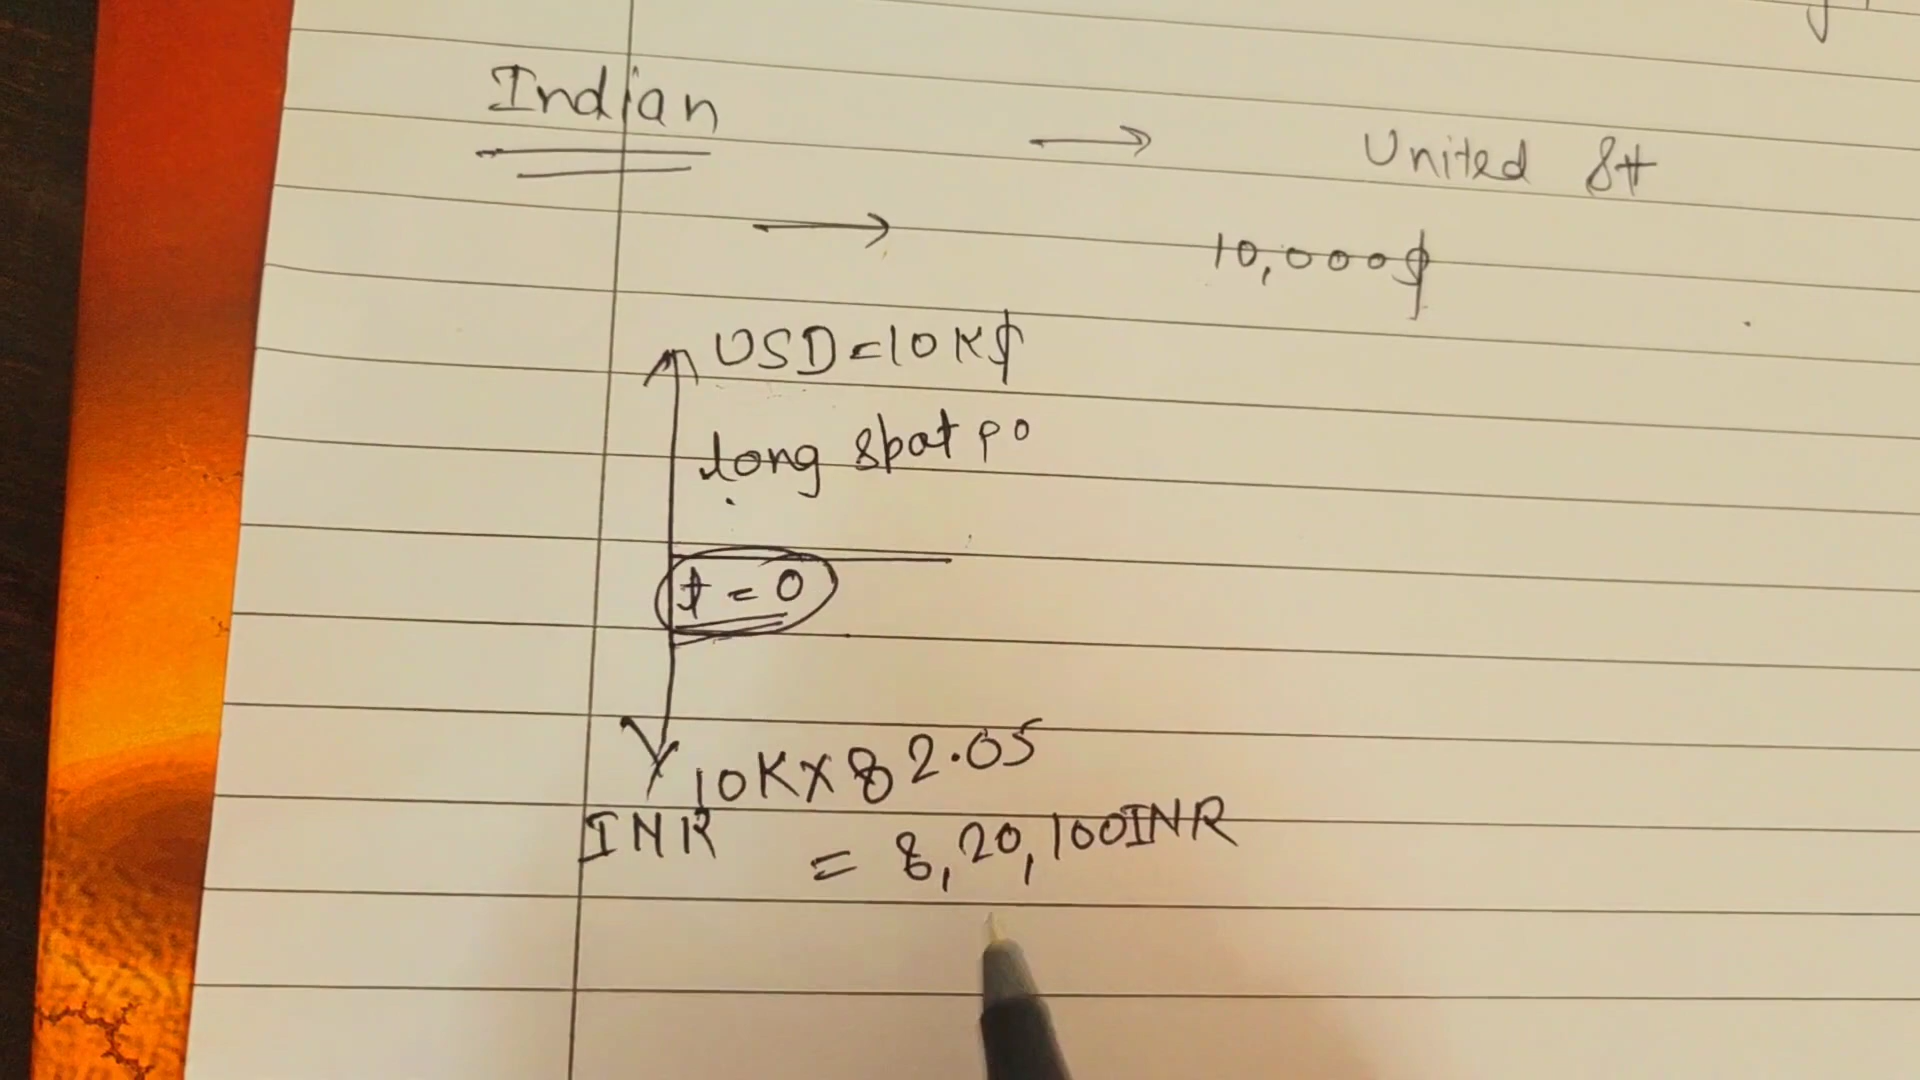 Indian → United St
→ 10,000$
USD=10K$
long spot po
t=0
10K×82.05
INR
= 8,20,100INR